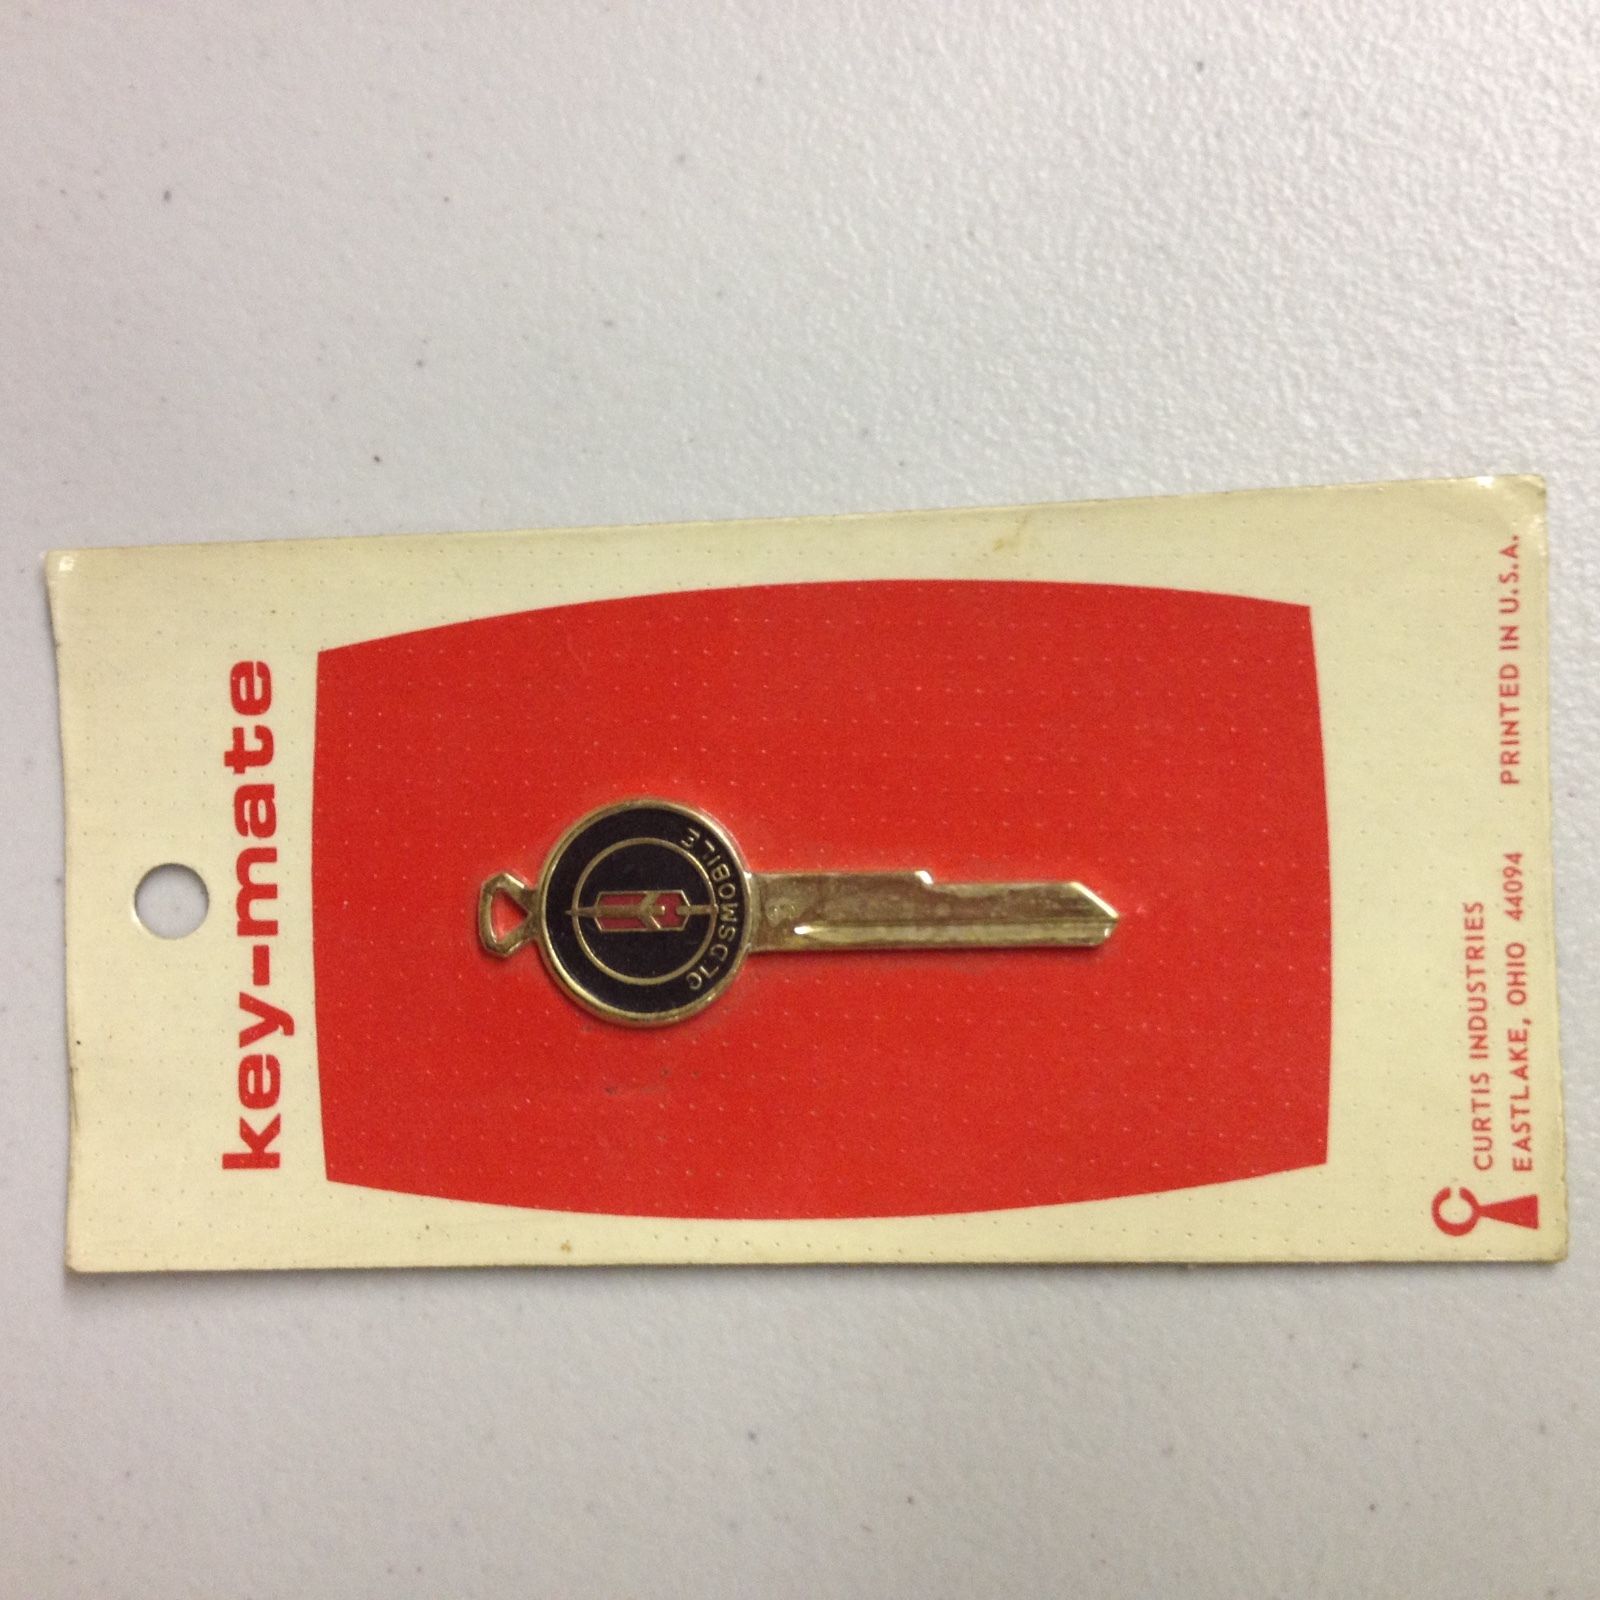 key-mate
OLDSMOBILE
CURTIS INDUSTRIES
EASTLAKE, OHIO 44094 PRINTED IN U.S.A.